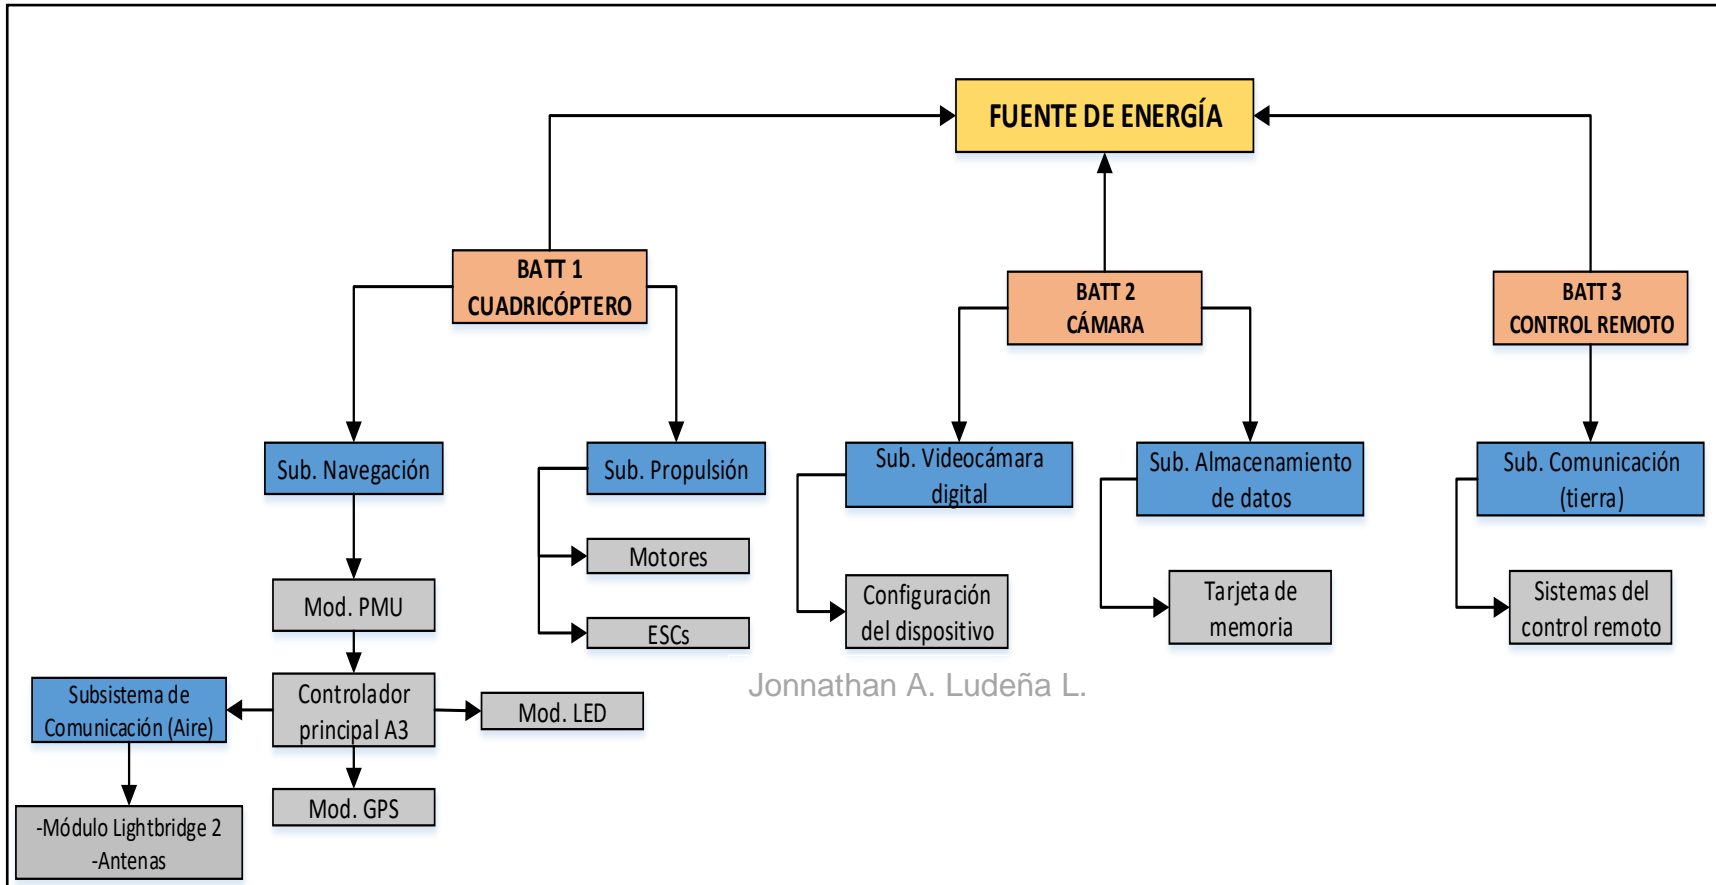 FUENTE DE ENERGÍA
BATT 1
CUADRICÓPTERO
BATT 2
CÁMARA
BATT 3
CONTROL REMOTO
Sub. Navegación
Sub. Propulsión
Sub. Videocámara
digital
Sub. Almacenamiento
de datos
Sub. Comunicación
(tierra)
Motores
Mod. PMU
ESCs
Configuración
del dispositivo
Tarjeta de
memoria
Sistemas del
control remoto
Jonnathan A. Ludeña L.
Subsistema de
Comunicación (Aire)
Controlador
principal A3
Mod. LED
Mod. GPS
-Módulo Lightbridge 2
-Antenas